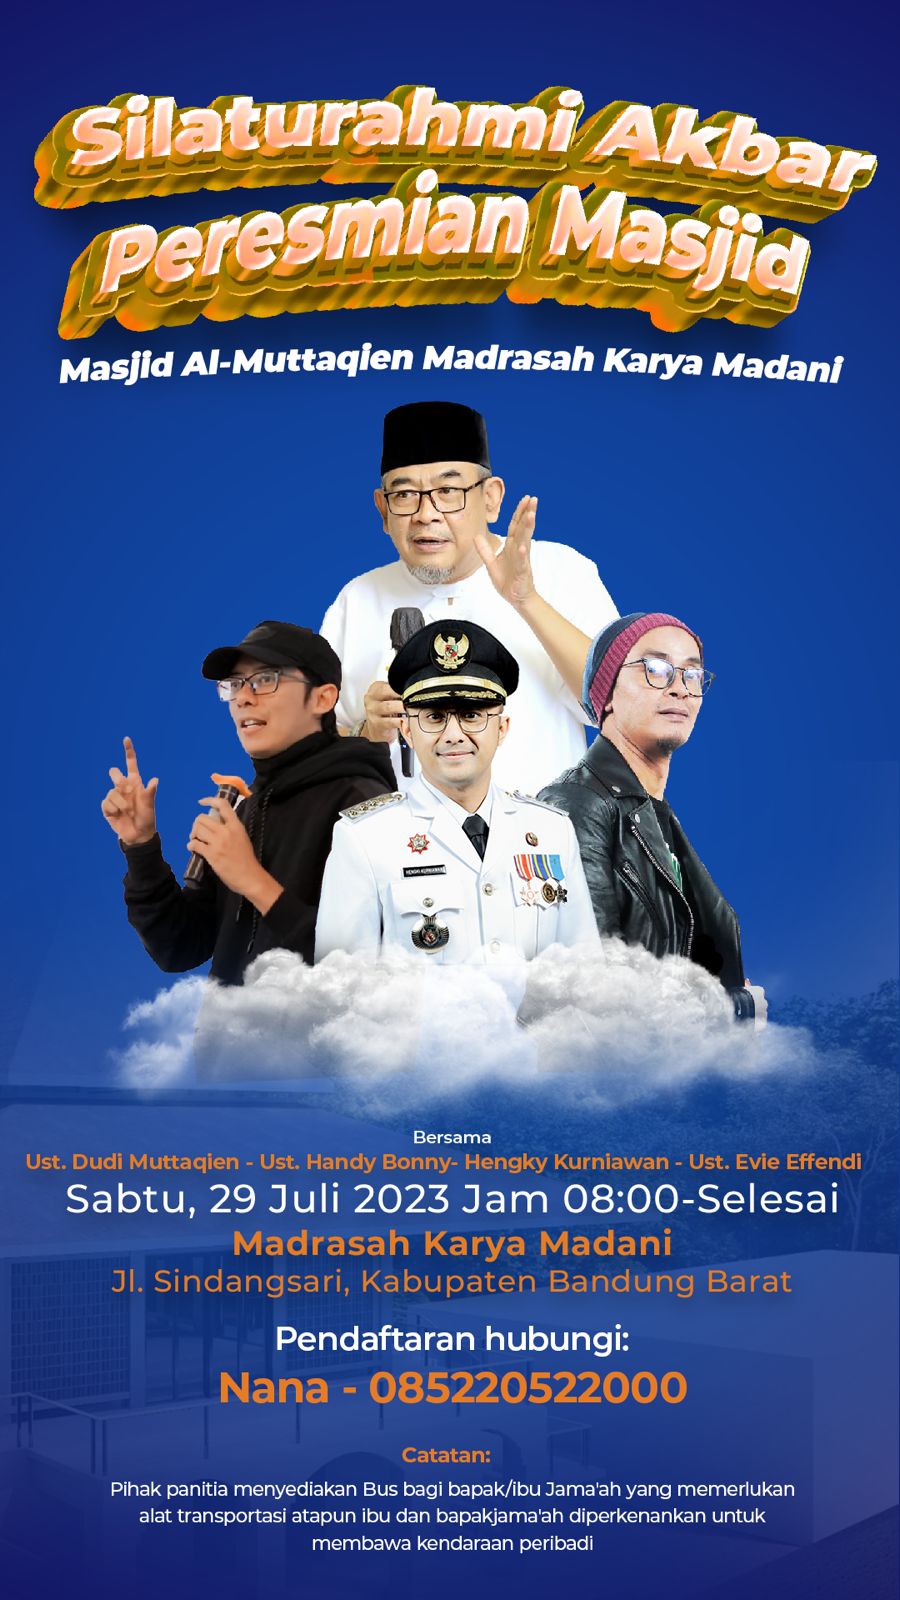 Silaturahmi Akbar
Peresmian Masjid
Masjid Al-Muttaqien Madrasah Karya Madani
HENGKI KURNIAWAN
Bersama
Ust. Dudi Muttaqien - Ust. Handy Bonny- Hengky Kurniawan - Ust. Evie Effendi
Sabtu, 29 Juli 2023 Jam 08:00-Selesai
Madrasah Karya Madani
Jl. Sindangsari, Kabupaten Bandung Barat
Pendaftaran hubungi:
Nana - 085220522000
Catatan:
Pihak panitia menyediakan Bus bagi bapak/ibu Jama'ah yang memerlukan
alat transportasi atapun ibu dan bapakjama'ah diperkenankan untuk
membawa kendaraan peribadi